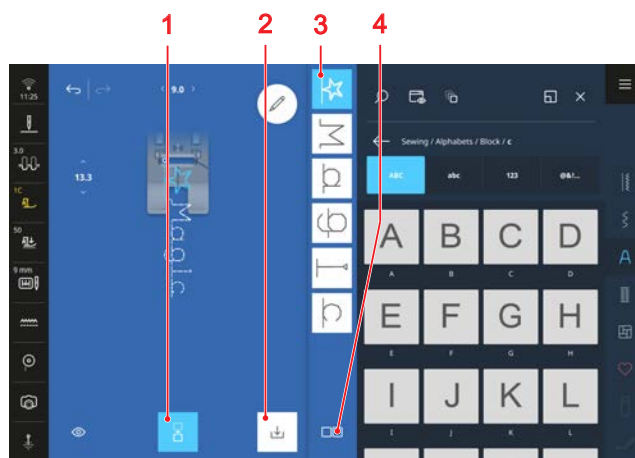 1 2 3 4
11:25
9.0
Sewing / Alphabets / Block / c
3.0
ABC abc 123 @&!...
13.3
1C
A B C D
A B C D
50
Magic
A
9 mm
E F G H
E F G H
I J K L
I J K L